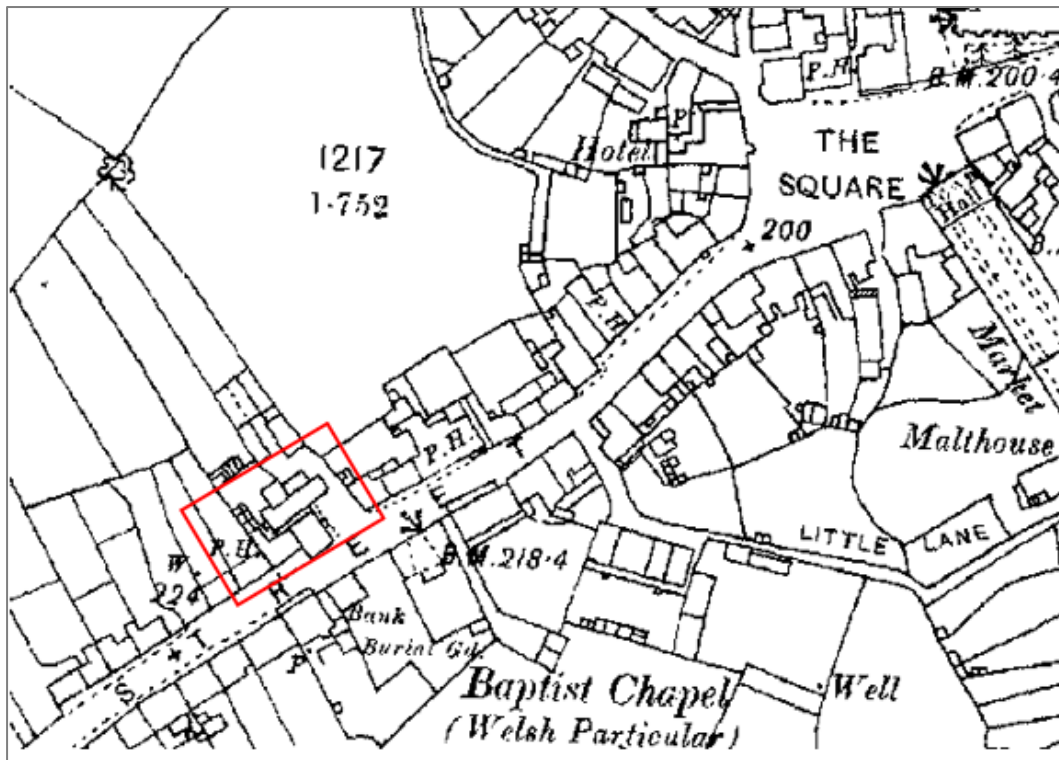 P.H.
B.M.200·4
THE
SQUARE
Hotel
P.
1217
1·752
Hall
200
P.H.
Market
Malthouse
P.H.
LITTLE LANE
P.H.
W.
224
B.M.218·4
STREET
Bank
Burial Gd.
P.
Baptist Chapel
(Welsh Particular)
Well